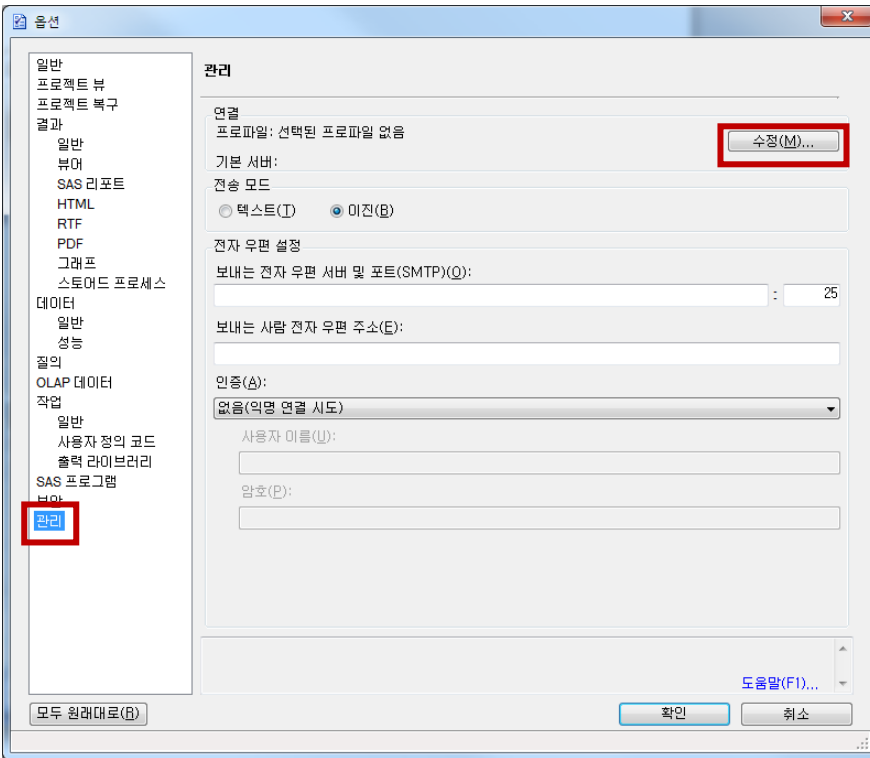 옵션
일반
프로젝트 뷰
프로젝트 복구
결과
일반
뷰어
SAS 리포트
HTML
RTF
PDF
그래프
스토어드 프로세스
데이터
일반
성능
질의
OLAP 데이터
작업
일반
사용자 정의 코드
출력 라이브러리
SAS 프로그램
보안
관리
관리
연결
프로파일: 선택된 프로파일 없음
수정(M)...
기본 서버:
전송 모드
텍스트(T) 이진(B)
전자 우편 설정
보내는 전자 우편 서버 및 포트(SMTP)(O):
: 25
보내는 사람 전자 우편 주소(E):
인증(A):
없음(익명 연결 시도)
사용자 이름(U):
암호(P):
도움말(F1)...
모두 원래대로(R) 확인 취소